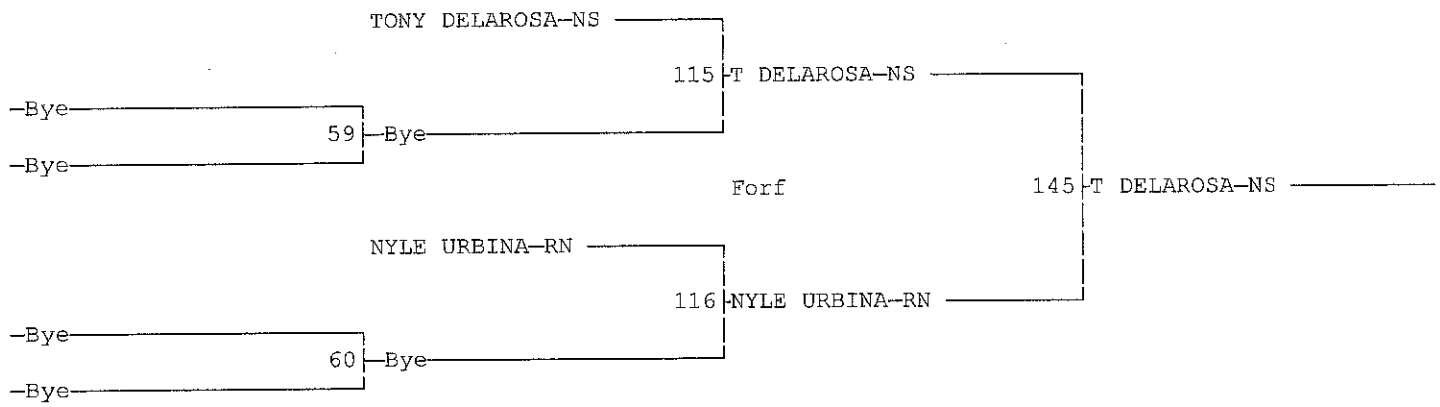 TONY DELAROSA-NS
115 T DELAROSA-NS
-Bye
59 -Bye
-Bye
Forf
145 T DELAROSA-NS
NYLE URBINA-RN
116 NYLE URBINA-RN
-Bye
60 -Bye
-Bye